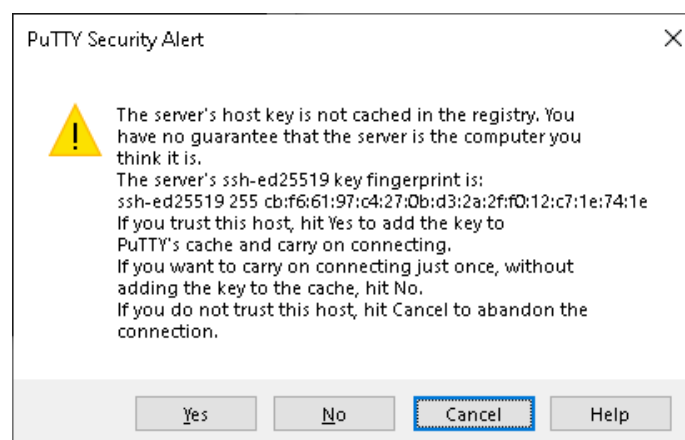 PuTTY Security Alert
The server's host key is not cached in the registry. You
have no guarantee that the server is the computer you
think it is.
The server's ssh-ed25519 key fingerprint is:
ssh-ed25519 255 cb:f6:61:97:c4:27:0b:d3:2a:2f:f0:12:c7:1e:74:1e
If you trust this host, hit Yes to add the key to
PuTTY's cache and carry on connecting.
If you want to carry on connecting just once, without
adding the key to the cache, hit No.
If you do not trust this host, hit Cancel to abandon the
connection.
Yes No Cancel Help